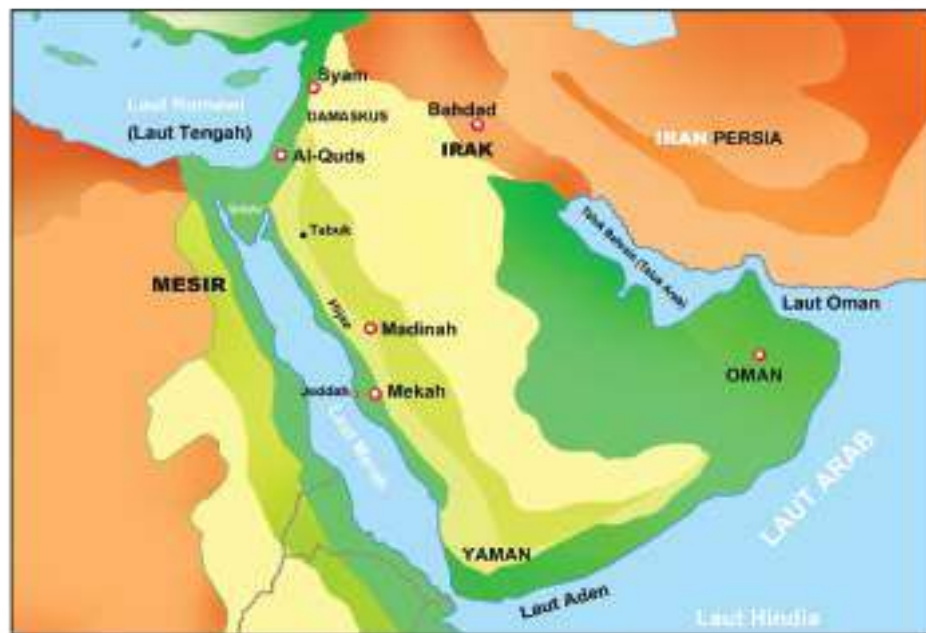 Syam
Laut Romawi
(Laut Tengah)
DAMASKUS
Bahdad
IRAK
IRAN PERSIA
Al-Quds
Tabuk
MESIR
Hijaz
Madinah
Teluk Bahrain (Teluk Arab)
Laut Oman
OMAN
Jeddah
Mekah
Laut Merah
LAUT ARAB
YAMAN
Laut Aden
Laut Hindia